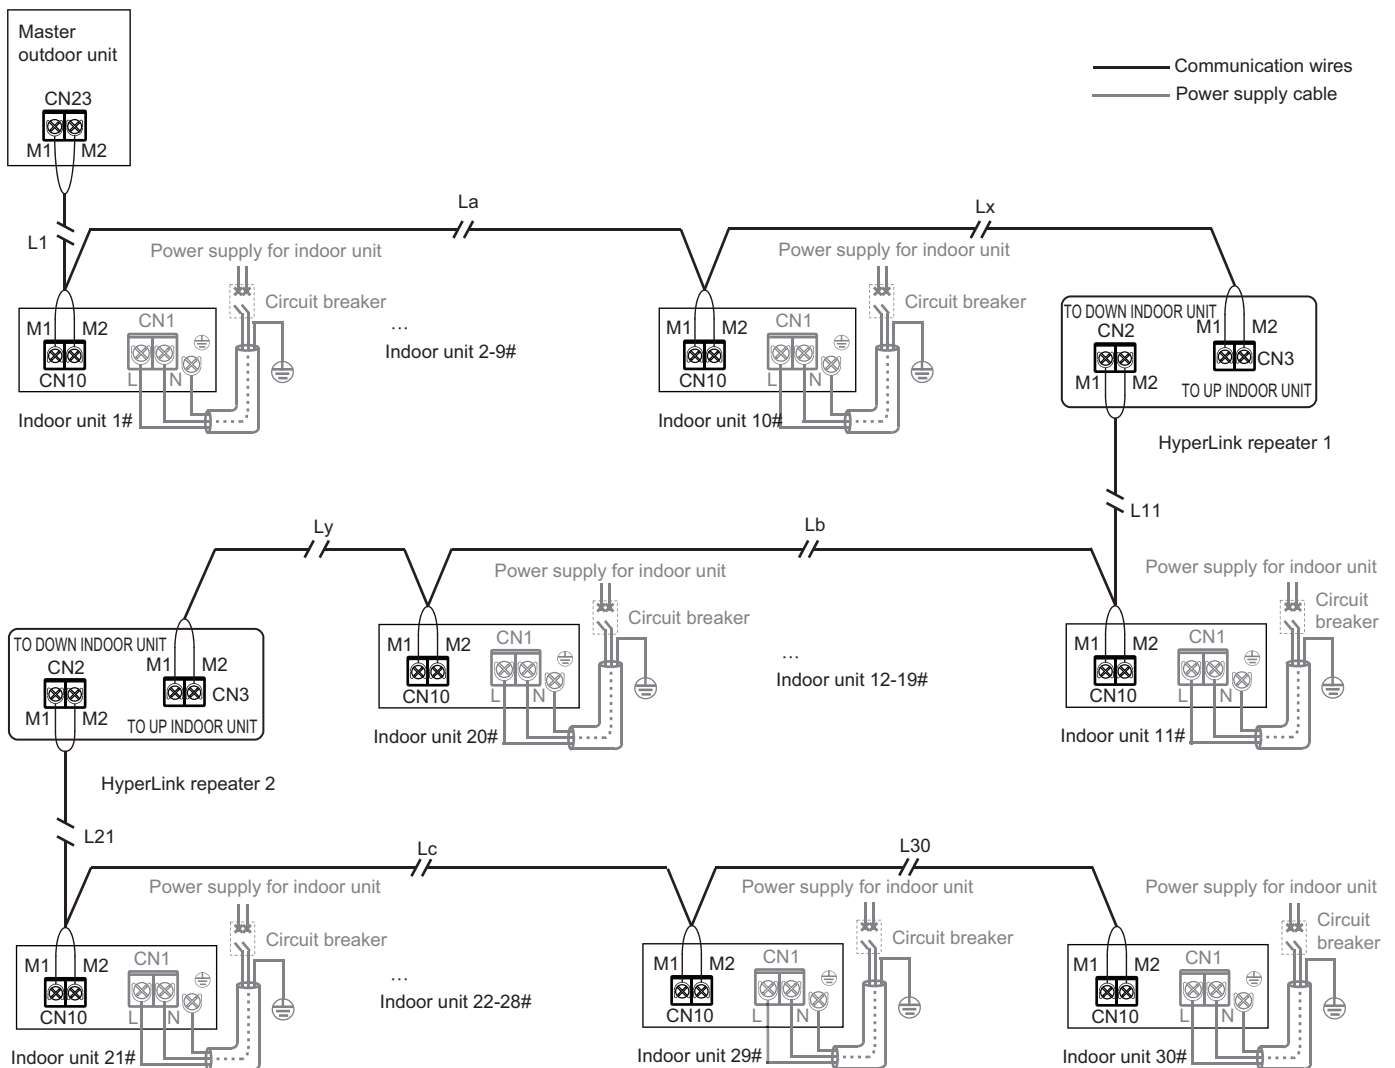 Master
outdoor unit
CN23
M1 M2
Communication wires
Power supply cable
L1
La
Lx
Power supply for indoor unit
Circuit breaker
M1 M2
CN1
CN10
L N
Indoor unit 1#
...
Indoor unit 2-9#
Power supply for indoor unit
Circuit breaker
M1 M2
CN1
CN10
L N
Indoor unit 10#
TO DOWN INDOOR UNIT
CN2
M1 M2
M1 M2
CN3
TO UP INDOOR UNIT
HyperLink repeater 1
L11
Ly
Lb
TO DOWN INDOOR UNIT
CN2
M1 M2
M1 M2
CN3
TO UP INDOOR UNIT
HyperLink repeater 2
Power supply for indoor unit
Circuit breaker
M1 M2
CN1
CN10
L N
Indoor unit 20#
...
Indoor unit 12-19#
Power supply for indoor unit
Circuit
breaker
M1 M2
CN1
CN10
L N
Indoor unit 11#
L21
Lc
L30
Power supply for indoor unit
Circuit breaker
M1 M2
CN1
CN10
L N
Indoor unit 21#
...
Indoor unit 22-28#
Power supply for indoor unit
Circuit breaker
M1 M2
CN1
CN10
L N
Indoor unit 29#
Power supply for indoor unit
Circuit
breaker
M1 M2
CN1
CN10
L N
Indoor unit 30#